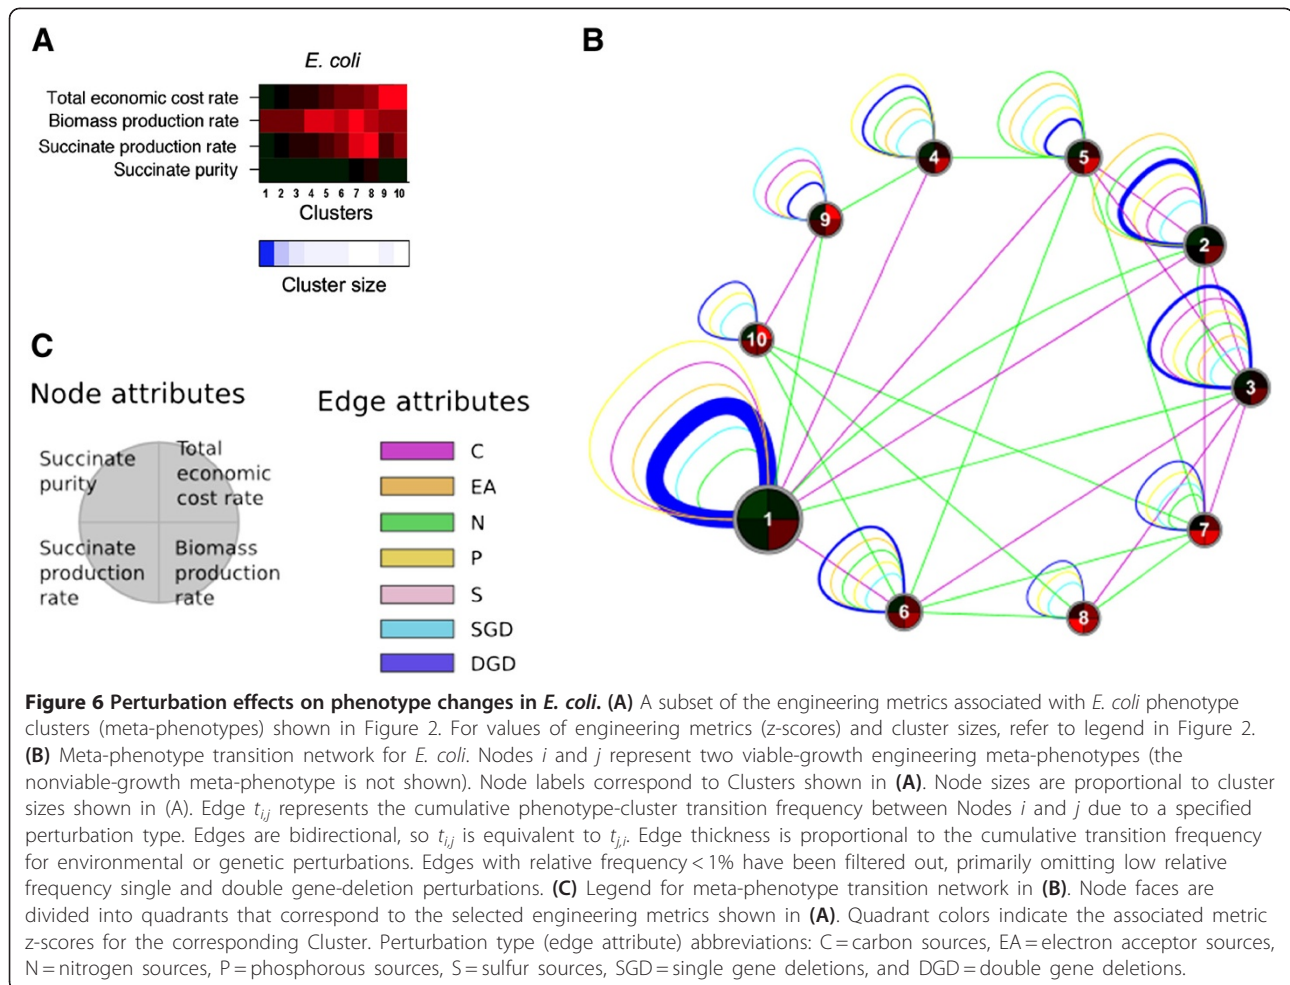 A
E. coli
Total economic cost rate
Biomass production rate
Succinate production rate
Succinate purity
1 2 3 4 5 6 7 8 9 10
Clusters
Cluster size
B
4
5
9
2
10
3
1
7
6
8
C
Node attributes
Succinate
purity
Total
economic
cost rate
Succinate
production
rate
Biomass
production
rate
Edge attributes
C
EA
N
P
S
SGD
DGD
Figure 6 Perturbation effects on phenotype changes in E. coli. (A) A subset of the engineering metrics associated with E. coli phenotype
clusters (meta-phenotypes) shown in Figure 2. For values of engineering metrics (z-scores) and cluster sizes, refer to legend in Figure 2.
(B) Meta-phenotype transition network for E. coli. Nodes i and j represent two viable-growth engineering meta-phenotypes (the
nonviable-growth meta-phenotype is not shown). Node labels correspond to Clusters shown in (A). Node sizes are proportional to cluster
sizes shown in (A). Edge ti,j represents the cumulative phenotype-cluster transition frequency between Nodes i and j due to a specified
perturbation type. Edges are bidirectional, so ti,j is equivalent to tj,i. Edge thickness is proportional to the cumulative transition frequency
for environmental or genetic perturbations. Edges with relative frequency < 1% have been filtered out, primarily omitting low relative
frequency single and double gene-deletion perturbations. (C) Legend for meta-phenotype transition network in (B). Node faces are
divided into quadrants that correspond to the selected engineering metrics shown in (A). Quadrant colors indicate the associated metric
z-scores for the corresponding Cluster. Perturbation type (edge attribute) abbreviations: C = carbon sources, EA = electron acceptor sources,
N = nitrogen sources, P = phosphorous sources, S = sulfur sources, SGD = single gene deletions, and DGD = double gene deletions.